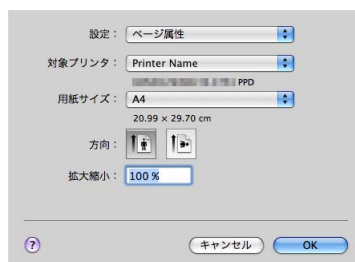 設定： ページ属性
対象プリンタ： Printer Name
PPD
用紙サイズ： A4
20.99 × 29.70 cm
方向：
拡大縮小： 100 %
? キャンセル OK